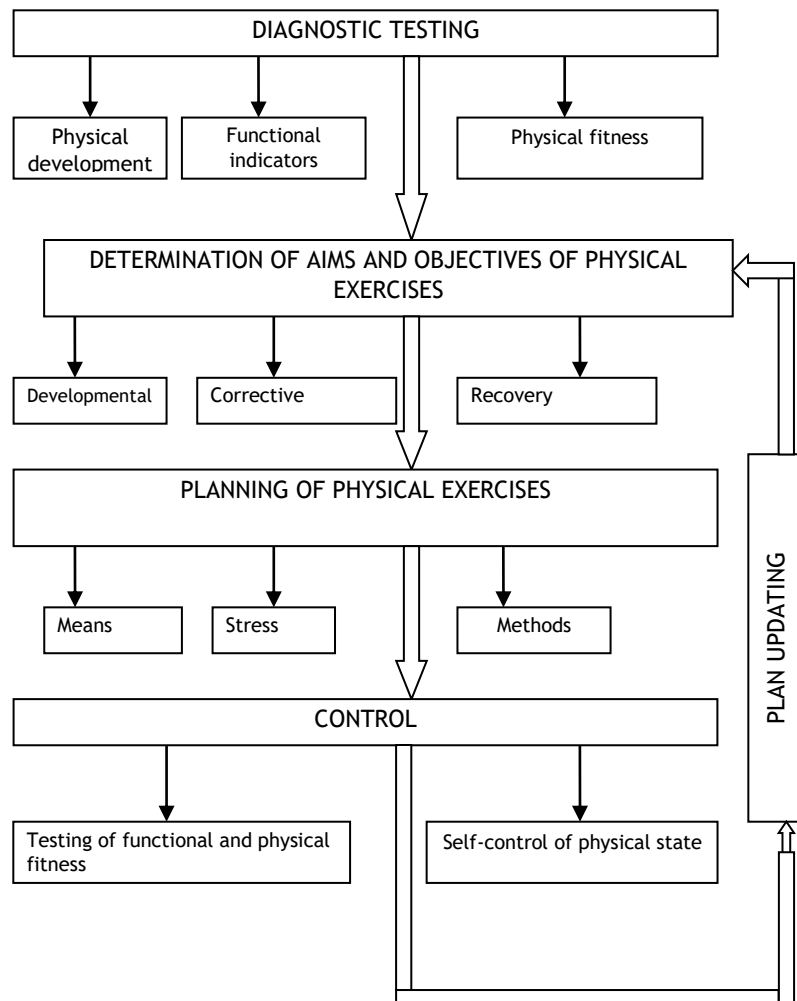 DIAGNOSTIC TESTING
Physical
development
Functional
indicators
Physical fitness
DETERMINATION OF AIMS AND OBJECTIVES OF PHYSICAL
EXERCISES
Developmental
Corrective
Recovery
PLANNING OF PHYSICAL EXERCISES
Means
Stress
Methods
PLAN UPDATING
CONTROL
Testing of functional and physical
fitness
Self-control of physical state